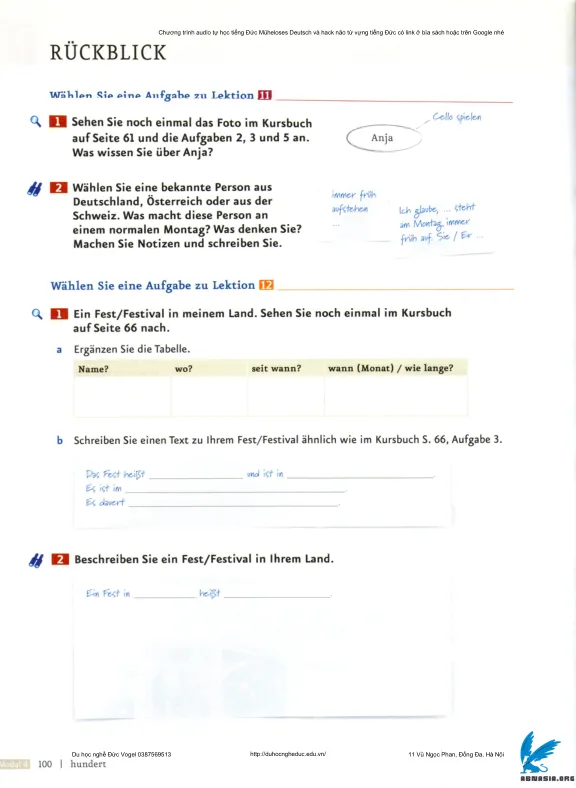 Chương trình audio tự học tiếng Đức Müheloses Deutsch và hack não từ vựng tiếng Đức có link ở bìa sách hoặc trên Google nhé
RÜCKBLICK
Wählen Sie eine Aufgabe zu Lektion 11
1 Sehen Sie noch einmal das Foto im Kursbuch
auf Seite 61 und die Aufgaben 2, 3 und 5 an.
Was wissen Sie über Anja?
Cello spielen
Anja
2 Wählen Sie eine bekannte Person aus
Deutschland, Österreich oder aus der
Schweiz. Was macht diese Person an
einem normalen Montag? Was denken Sie?
Machen Sie Notizen und schreiben Sie.
immer früh
aufstehen
...
Ich glaube, ... steht
am Montag immer
früh auf. Sie / Er ...
Wählen Sie eine Aufgabe zu Lektion 12
1 Ein Fest/Festival in meinem Land. Sehen Sie noch einmal im Kursbuch
auf Seite 66 nach.
a Ergänzen Sie die Tabelle.
Name? wo? seit wann? wann (Monat) / wie lange?
b Schreiben Sie einen Text zu Ihrem Fest/Festival ähnlich wie im Kursbuch S. 66, Aufgabe 3.
Das Fest heißt ____________ und ist in ____________.
Es ist im ____________.
Es dauert ____________.
2 Beschreiben Sie ein Fest/Festival in Ihrem Land.
Ein Fest in ____________ heißt ____________.
Du học nghề Đức Vogel 0387569513 http://duhocngheduc.edu.vn/ 11 Vũ Ngọc Phan, Đống Đa, Hà Nội
Modul 4 100 | hundert
ABNASIA.ORG